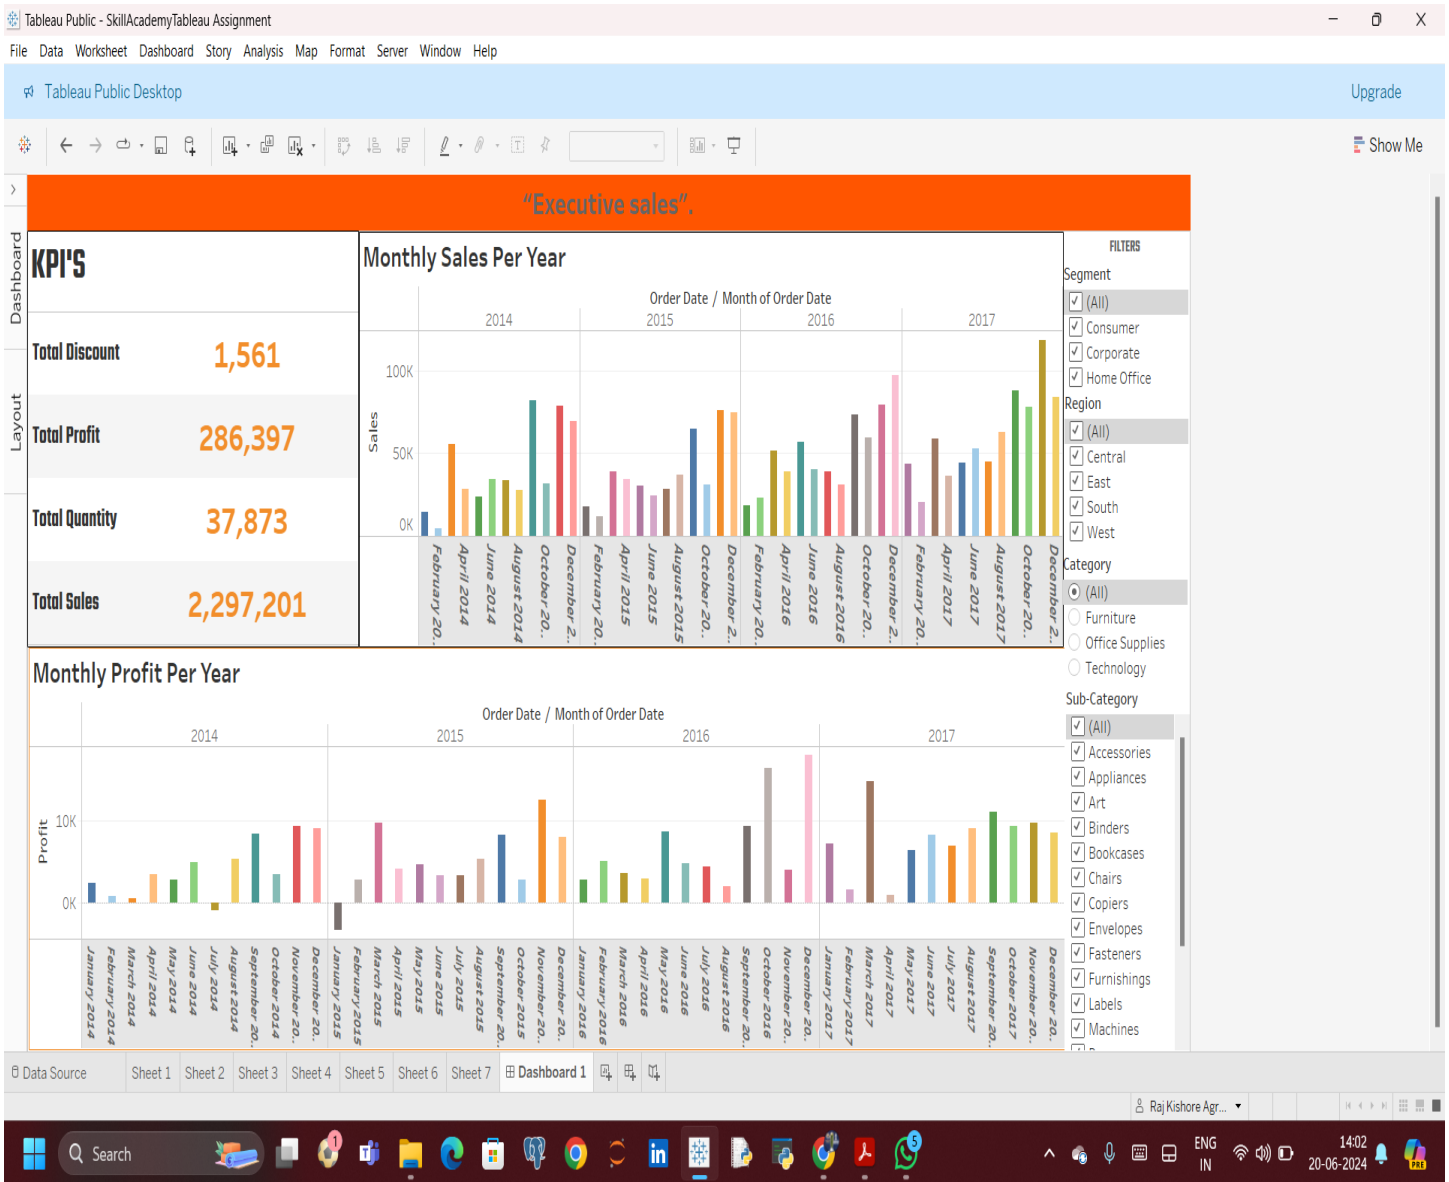 Tableau Public - SkillAcademyTableau Assignment
File Data Worksheet Dashboard Story Analysis Map Format Server Window Help
Tableau Public Desktop
Upgrade
Show Me
Dashboard
Layout
“Executive sales”.
KPI'S
Total Discount 1,561
Total Profit 286,397
Total Quantity 37,873
Total Sales 2,297,201
Monthly Sales Per Year
Order Date / Month of Order Date
2014 2015 2016 2017
Sales
100K
50K
0K
February 20..
April 2014
June 2014
August 2014
October 20..
December 2..
February 20..
April 2015
June 2015
August 2015
October 20..
December 2..
February 20..
April 2016
June 2016
August 2016
October 20..
December 2..
February 20..
April 2017
June 2017
August 2017
October 20..
December 2..
FILTERS
Segment
(All)
Consumer
Corporate
Home Office
Region
(All)
Central
East
South
West
Category
(All)
Furniture
Office Supplies
Technology
Sub-Category
(All)
Accessories
Appliances
Art
Binders
Bookcases
Chairs
Copiers
Envelopes
Fasteners
Furnishings
Labels
Machines
Monthly Profit Per Year
Order Date / Month of Order Date
2014 2015 2016 2017
Profit
10K
0K
January 2014
February 2014
March 2014
April 2014
May 2014
June 2014
July 2014
August 2014
September 20..
October 2014
November 20..
December 20..
January 2015
February 2015
March 2015
April 2015
May 2015
June 2015
July 2015
August 2015
September 20..
October 2015
November 20..
December 20..
January 2016
February 2016
March 2016
April 2016
May 2016
June 2016
July 2016
August 2016
September 20..
October 2016
November 20..
December 20..
January 2017
February 2017
March 2017
April 2017
May 2017
June 2017
July 2017
August 2017
September 20..
October 2017
November 20..
December 20..
Data Source Sheet 1 Sheet 2 Sheet 3 Sheet 4 Sheet 5 Sheet 6 Sheet 7 Dashboard 1
Raj Kishore Agr...
Search
1
5
ENG
IN
14:02
20-06-2024
PRE